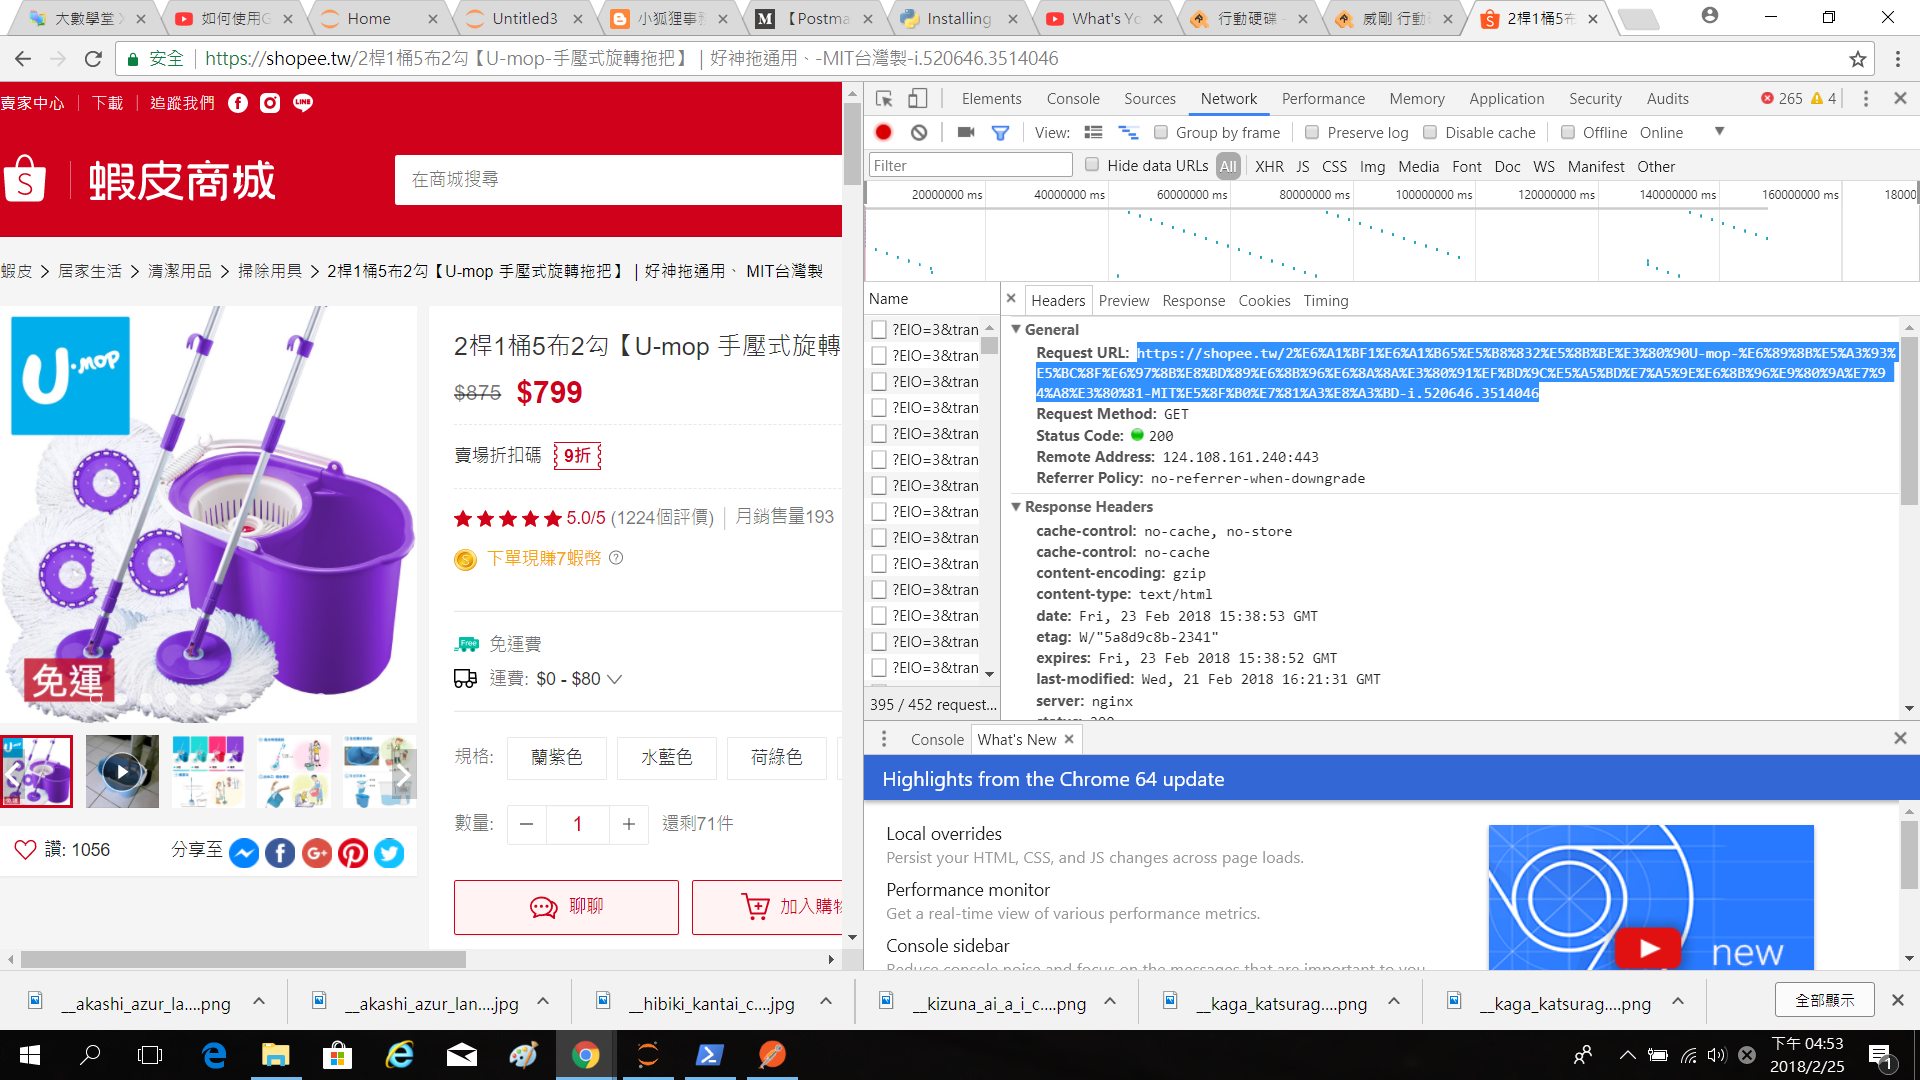 大數學堂
如何使用G
Home
Untitled3
小狐狸事
【Postma
Installing
What's Yo
行動硬碟
威剛 行動
2桿1桶5布
安全
https://shopee.tw/2桿1桶5布2勾【U-mop-手壓式旋轉拖把】｜好神拖通用、-MIT台灣製-i.520646.3514046
賣家中心
下載
追蹤我們
蝦皮商城
在商城搜尋
蝦皮 > 居家生活 > 清潔用品 > 掃除用具 > 2桿1桶5布2勾【U-mop 手壓式旋轉拖把】｜好神拖通用、 MIT台灣製
U-MOP
免運
2桿1桶5布2勾【U-mop 手壓式旋轉
$875 $799
賣場折扣碼 9折
5.0/5 (1224個評價) 月銷售量193
下單現賺7蝦幣
Free 免運費
運費: $0 - $80
規格: 蘭紫色 水藍色 荷綠色
數量: 1 還剩71件
讚: 1056
分享至
聊聊
加入購物
Elements Console Sources Network Performance Memory Application Security Audits 265 4
View: Group by frame Preserve log Disable cache Offline Online
Filter Hide data URLs All XHR JS CSS Img Media Font Doc WS Manifest Other
20000000 ms 40000000 ms 60000000 ms 80000000 ms 100000000 ms 120000000 ms 140000000 ms 160000000 ms 18000
Name
?EIO=3&tran
?EIO=3&tran
?EIO=3&tran
?EIO=3&tran
?EIO=3&tran
?EIO=3&tran
?EIO=3&tran
?EIO=3&tran
?EIO=3&tran
?EIO=3&tran
?EIO=3&tran
?EIO=3&tran
?EIO=3&tran
?EIO=3&tran
395 / 452 request...
Headers Preview Response Cookies Timing
General
Request URL: https://shopee.tw/2%E6%A1%BF1%E6%A1%B65%E5%B8%832%E5%8B%BE%E3%80%90U-mop-%E6%89%8B%E5%A3%93%
E5%BC%8F%E6%97%8B%E8%BD%89%E6%8B%96%E6%8A%8A%E3%80%91%EF%BD%9C%E5%A5%BD%E7%A5%9E%E6%8B%96%E9%80%9A%E7%9
4%A8%E3%80%81-MIT%E5%8F%B0%E7%81%A3%E8%A3%BD-i.520646.3514046
Request Method: GET
Status Code: 200
Remote Address: 124.108.161.240:443
Referrer Policy: no-referrer-when-downgrade
Response Headers
cache-control: no-cache, no-store
cache-control: no-cache
content-encoding: gzip
content-type: text/html
date: Fri, 23 Feb 2018 15:38:53 GMT
etag: W/"5a8d9c8b-2341"
expires: Fri, 23 Feb 2018 15:38:52 GMT
last-modified: Wed, 21 Feb 2018 16:21:31 GMT
server: nginx
status: 200
Console What's New
Highlights from the Chrome 64 update
Local overrides
Persist your HTML, CSS, and JS changes across page loads.
Performance monitor
Get a real-time view of various performance metrics.
Console sidebar
Reduce console noise and focus on the messages that are important to you.
new
__akashi_azur_la....png
__akashi_azur_lan....jpg
__hibiki_kantai_c....jpg
__kizuna_ai_a_i_c....png
__kaga_katsurag....png
__kaga_katsurag....png
全部顯示
下午 04:53
2018/2/25
1